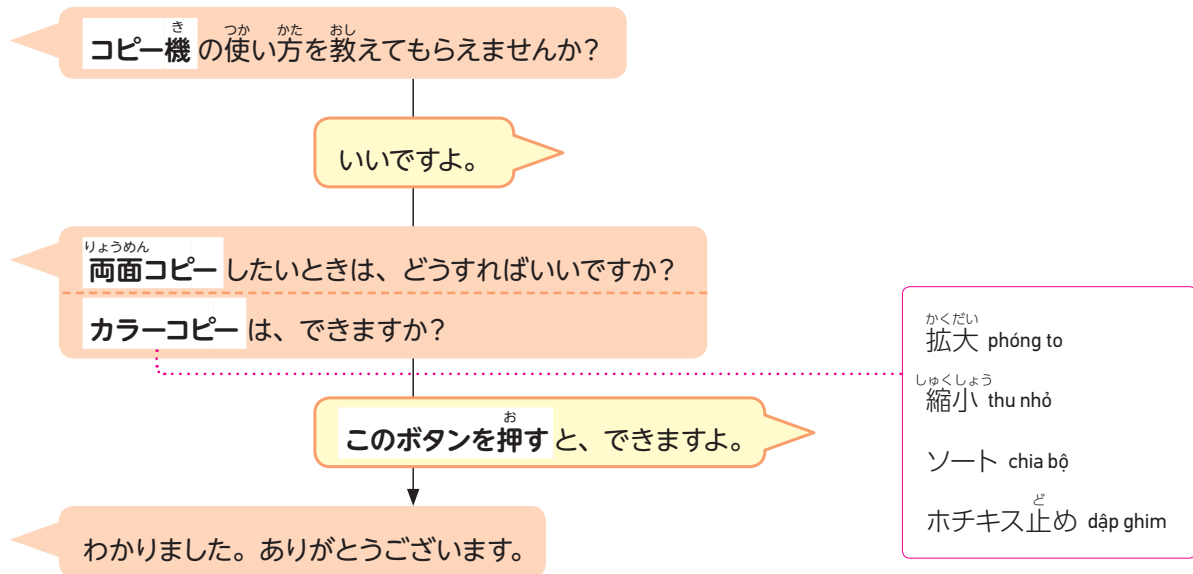 き つか かた おし
コピー機の使い方を教えてもらえませんか？
いいですよ。
りょうめん
両面コピーしたいときは、どうすればいいですか？
カラーコピーは、できますか？
お
このボタンを押すと、できますよ。
わかりました。ありがとうございます。
かくだい
拡大 phóng to
しゅくしょう
縮小 thu nhỏ
ソート chia bộ
ど
ホチキス止め dập ghim